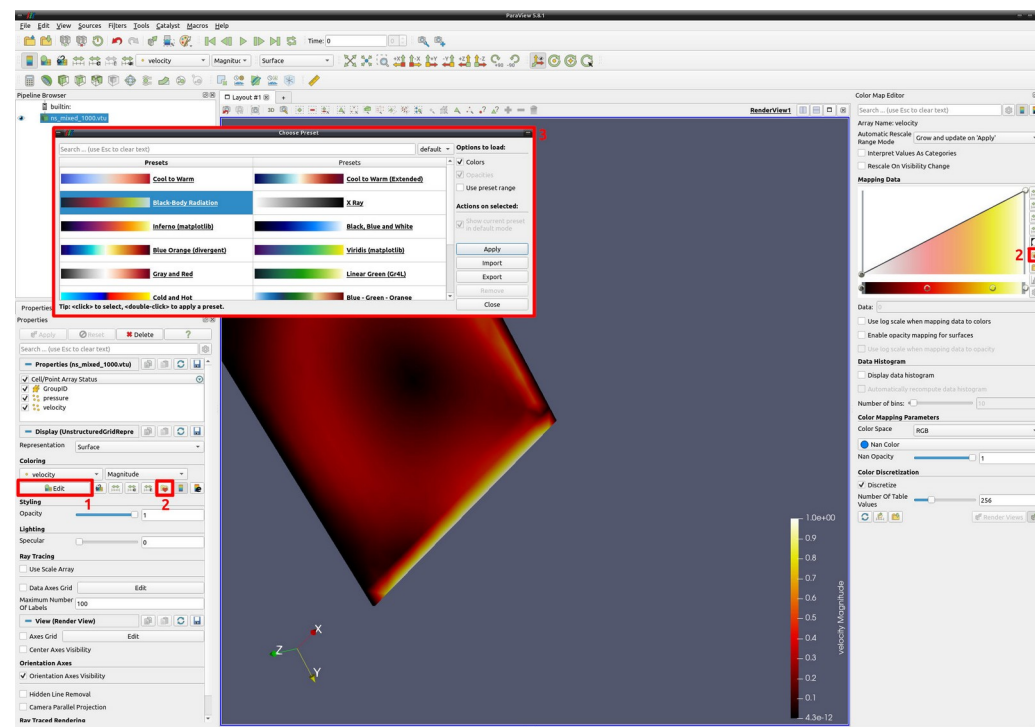 ParaView 5.8.1
File Edit View Sources Filters Tools Catalyst Macros Help
Time: 0
velocity Magnituc Surface
Pipeline Browser
builtin:
ns_mixed_1000.vtu
Layout #1
RenderView1
Choose Preset
3
Search ... (use Esc to clear text)
default
Options to load:
Presets Presets
Colors
Cool to Warm Cool to Warm (Extended)
Opacities
Use preset range
Black-Body Radiation X Ray
Actions on selected:
Show current preset
in default mode
Inferno (matplotlib) Black, Blue and White
Blue Orange (divergent) Viridis (matplotlib)
Apply
Import
Gray and Red Linear Green (Gr4L)
Export
Remove
Cold and Hot Blue - Green - Orange
Close
Tip: <click> to select, <double-click> to apply a preset.
Properties
Properties
Apply Reset Delete ?
Search ... (use Esc to clear text)
Properties (ns_mixed_1000.vtu)
Cell/Point Array Status
GroupID
pressure
velocity
Display (UnstructuredGridRepre
Representation Surface
Coloring
velocity Magnitude
Edit
1 2
Styling
Opacity 1
Lighting
Specular 0
Ray Tracing
Use Scale Array
Data Axes Grid Edit
Maximum Number
Of Labels 100
View (Render View)
Axes Grid Edit
Center Axes Visibility
Orientation Axes
Orientation Axes Visibility
Hidden Line Removal
Camera Parallel Projection
Ray Traced Rendering
X
Z
Y
1.0e+00
0.9
0.8
0.7
0.6
0.5
0.4
0.3
0.2
0.1
4.3e-12
velocity Magnitude
Color Map Editor
Search ... (use Esc to clear text)
Array Name: velocity
Automatic Rescale
Range Mode Grow and update on 'Apply'
Interpret Values As Categories
Rescale On Visibility Change
Mapping Data
2
Data: 0
Use log scale when mapping data to colors
Enable opacity mapping for surfaces
Use log scale when mapping data to opacity
Data Histogram
Display data histogram
Automatically recompute data histogram
Number of bins: 10
Color Mapping Parameters
Color Space RGB
Nan Color
Nan Opacity 1
Color Discretization
Discretize
Number Of Table
Values 256
Render Views